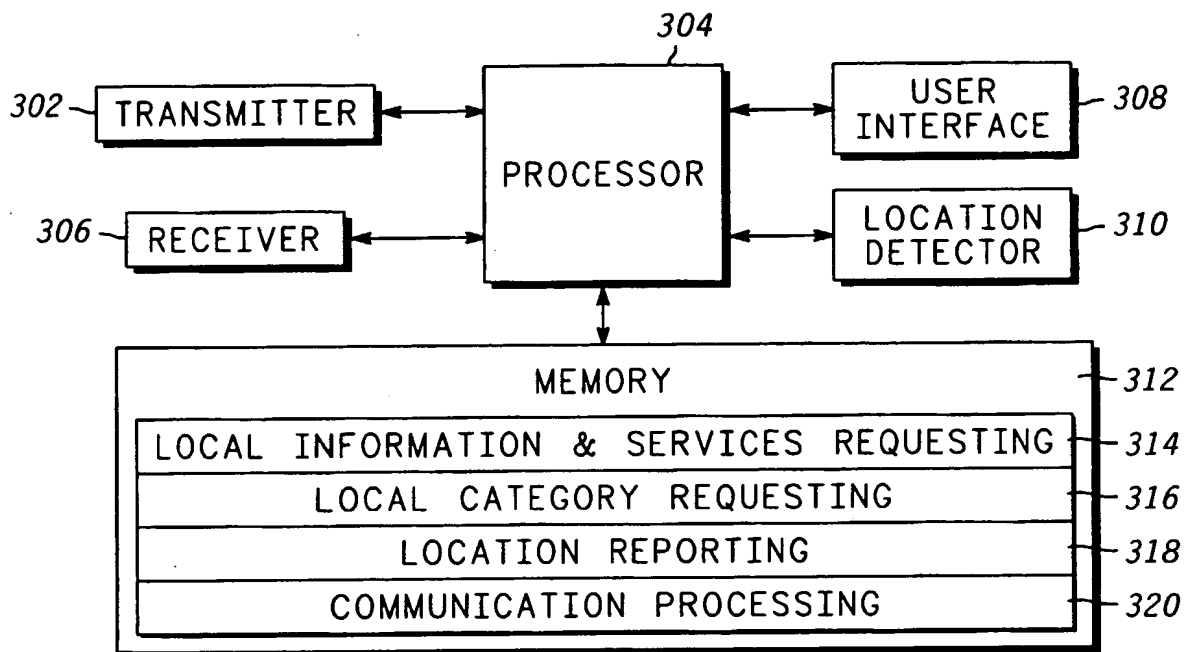 304
302 TRANSMITTER
USER
INTERFACE 308
PROCESSOR
306 RECEIVER
LOCATION
DETECTOR 310
MEMORY 312
LOCAL INFORMATION & SERVICES REQUESTING 314
LOCAL CATEGORY REQUESTING 316
LOCATION REPORTING 318
COMMUNICATION PROCESSING 320